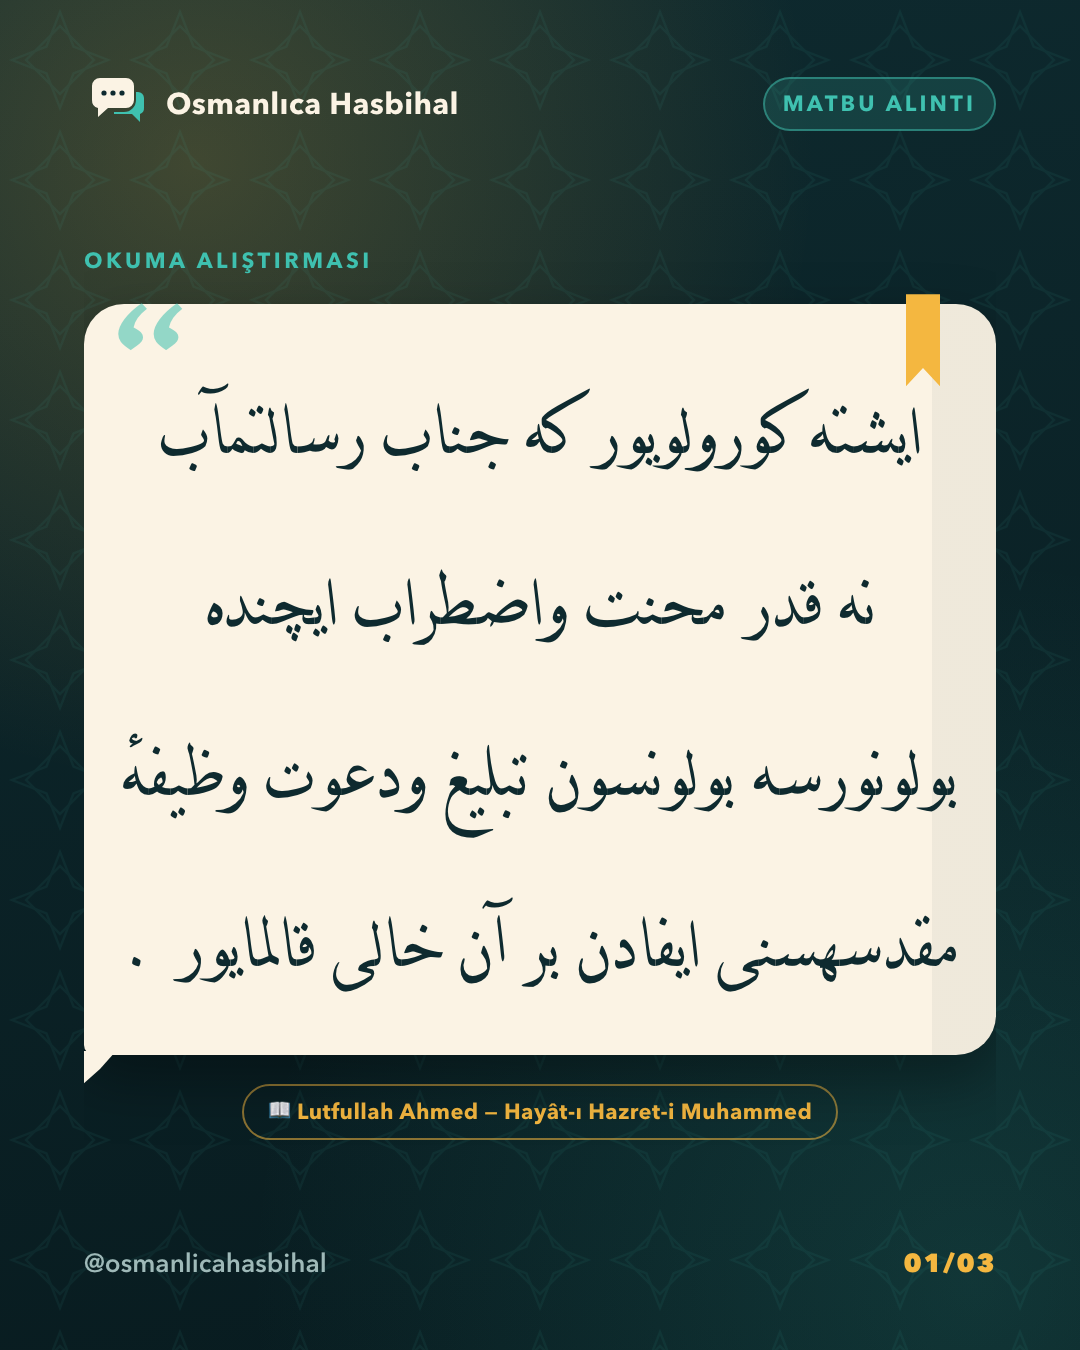 Osmanlıca Hasbihal
MATBU ALINTI
OKUMA ALIŞTIRMASI
“
ایشته كورولویور كه جناب رسالتمآب
نه قدر محنت واضطراب ایچنده
بولونورسه بولونسون تبلیغ ودعوت وظیفهٔ
مقدسهسنی ایفادن بر آن خالی قالمایور .
Lutfullah Ahmed – Hayât-ı Hazret-i Muhammed
@osmanlicahasbihal
01/03